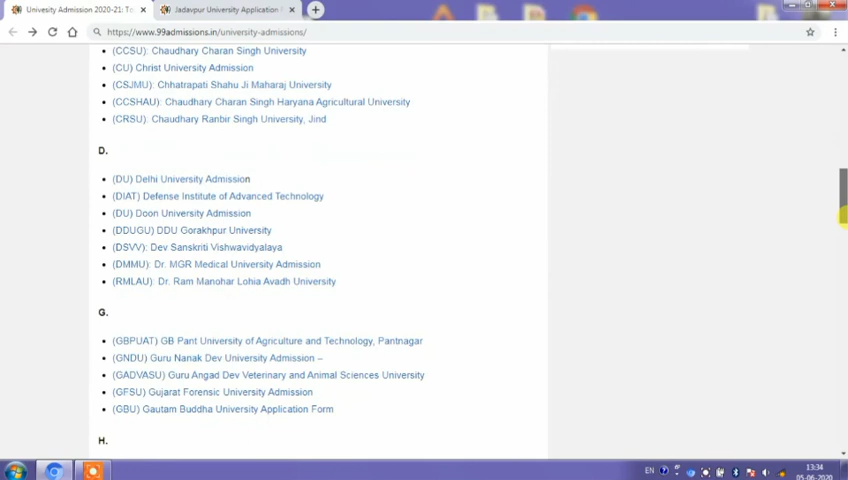 Univesity Admission 2020-21: To
Jadavpur University Application F
https://www.99admissions.in/university-admissions/
(CCSU): Chaudhary Charan Singh University
(CU) Christ University Admission
(CSJMU): Chhatrapati Shahu Ji Maharaj University
(CCSHAU): Chaudhary Charan Singh Haryana Agricultural University
(CRSU): Chaudhary Ranbir Singh University, Jind
D.
(DU) Delhi University Admission
(DIAT) Defense Institute of Advanced Technology
(DU) Doon University Admission
(DDUGU) DDU Gorakhpur University
(DSVV): Dev Sanskriti Vishwavidyalaya
(DMMU): Dr. MGR Medical University Admission
(RMLAU): Dr. Ram Manohar Lohia Avadh University
G.
(GBPUAT) GB Pant University of Agriculture and Technology, Pantnagar
(GNDU) Guru Nanak Dev University Admission –
(GADVASU) Guru Angad Dev Veterinary and Animal Sciences University
(GFSU) Gujarat Forensic University Admission
(GBU) Gautam Buddha University Application Form
H.
EN
13:34
05-06-2020